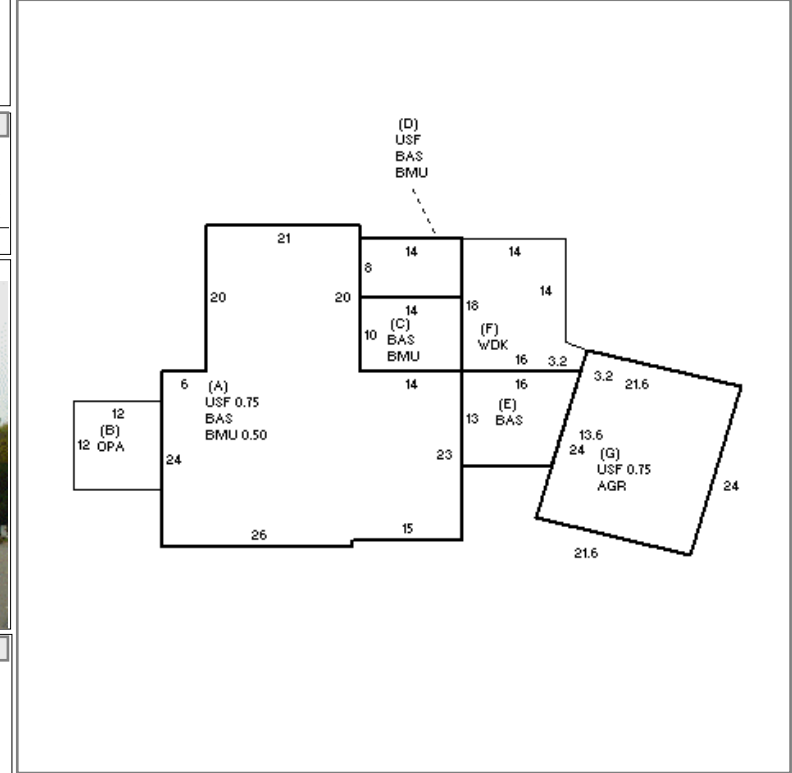 (D)
USF
BAS
BMU
21
14
14
8
14
20
20
18
14
10
(C)
BAS
BMU
(F)
WDK
16
3.2
6
(A)
USF 0.75
BAS
BMU 0.50
14
16
3.2
21.6
12
(B)
OPA
12
13
(E)
BAS
13.6
24
(G)
USF 0.75
AGR
24
23
24
26
15
21.6